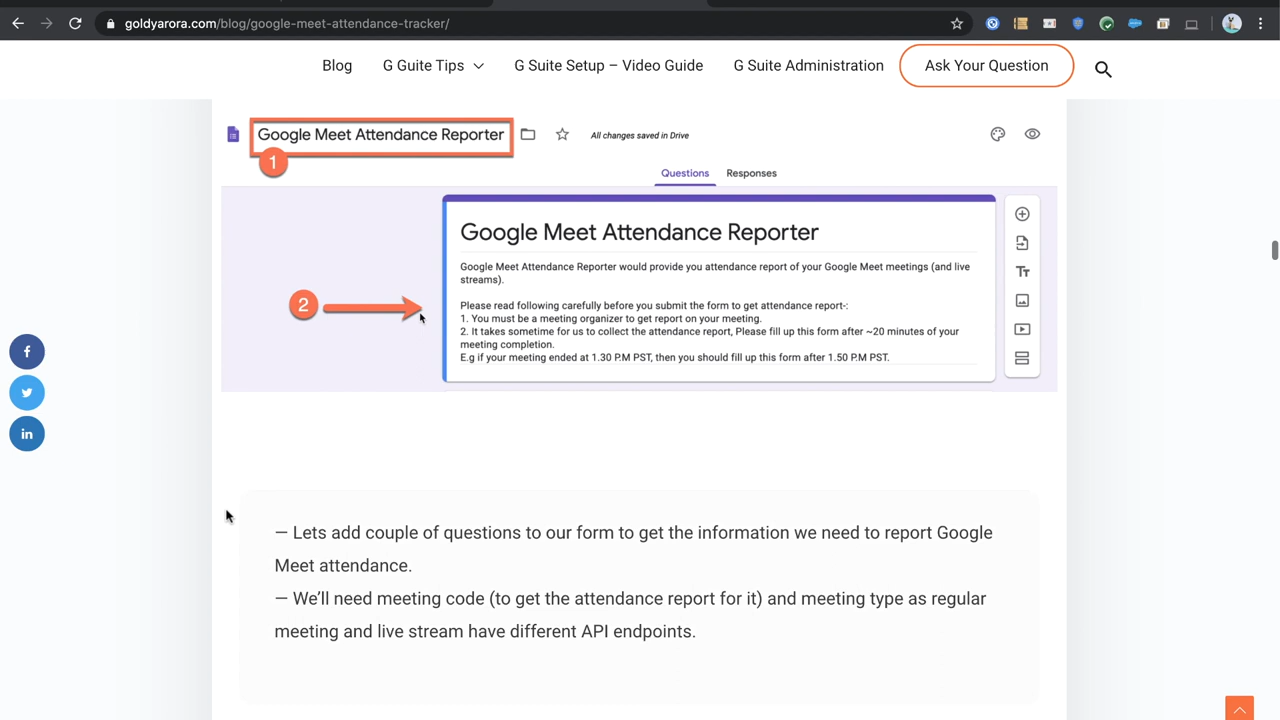 goldyarora.com/blog/google-meet-attendance-tracker/
Blog
G Guite Tips
G Suite Setup – Video Guide
G Suite Administration
Ask Your Question
Google Meet Attendance Reporter
All changes saved in Drive
1
Questions
Responses
Google Meet Attendance Reporter
Google Meet Attendance Reporter would provide you attendance report of your Google Meet meetings (and live
streams).
Please read following carefully before you submit the form to get attendance report-:
1. You must be a meeting organizer to get report on your meeting.
2. It takes sometime for us to collect the attendance report, Please fill up this form after ~20 minutes of your
meeting completion.
E.g if your meeting ended at 1.30 P.M PST, then you should fill up this form after 1.50 P.M PST.
Tт
2
f
in
— Lets add couple of questions to our form to get the information we need to report Google
Meet attendance.
— We’ll need meeting code (to get the attendance report for it) and meeting type as regular
meeting and live stream have different API endpoints.